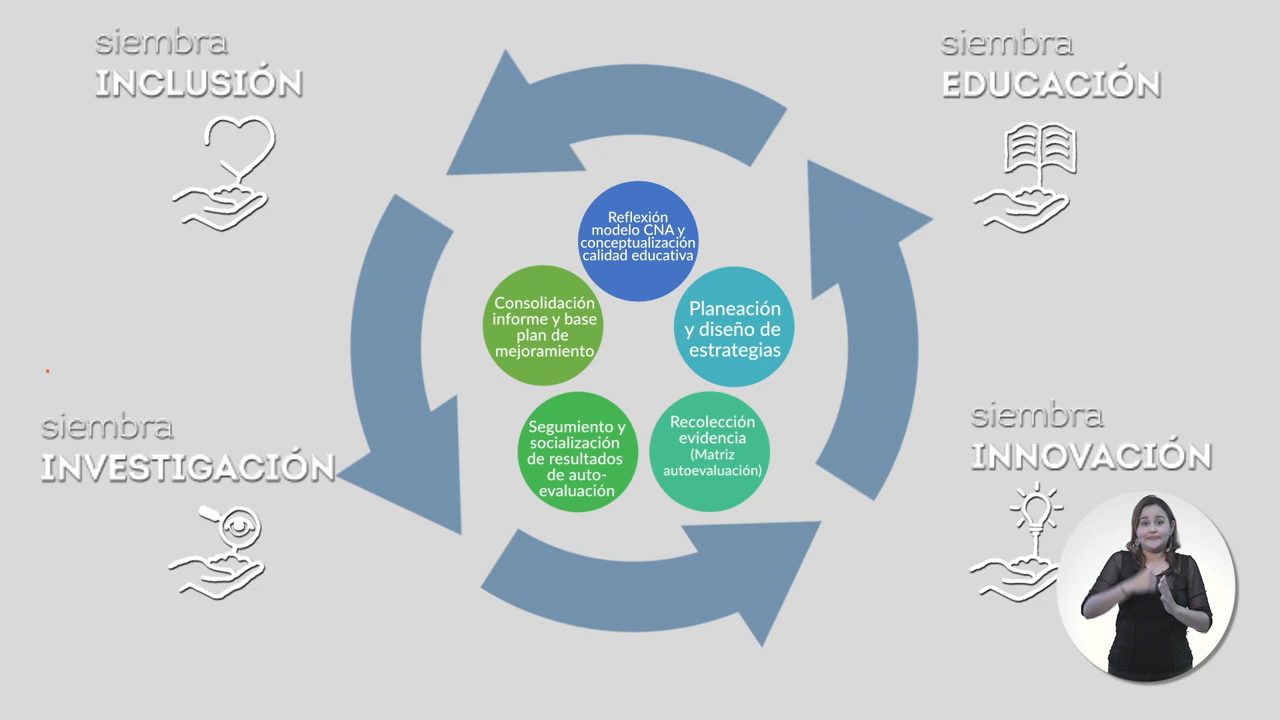 siembra
INCLUSIÓN
siembra
EDUCACIÓN
Reflexión
modelo CNA y
conceptualización
calidad educativa
Consolidación
informe y base
plan de
mejoramiento
Planeación
y diseño de
estrategias
Segumiento y
socialización
de resultados
de auto-
evaluación
Recolección
evidencia
(Matriz
autoevaluación)
siembra
INVESTIGACIÓN
siembra
INNOVACIÓN